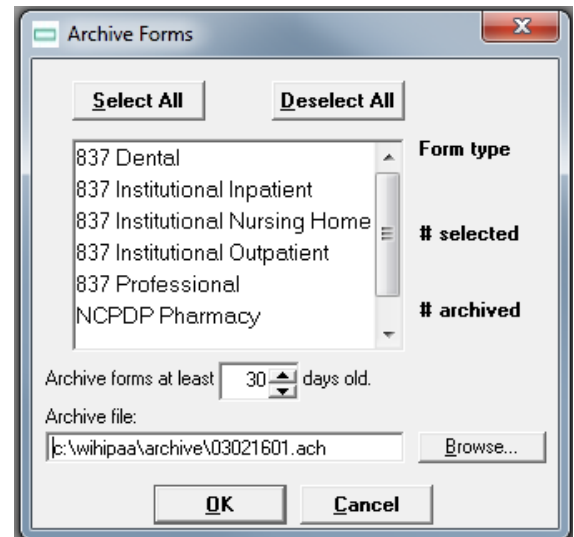 Archive Forms
Select All
Deselect All
837 Dental
837 Institutional Inpatient
837 Institutional Nursing Home
837 Institutional Outpatient
837 Professional
NCPDP Pharmacy
Form type
# selected
# archived
Archive forms at least 30 days old.
Archive file:
c:\wihipaa\archive\03021601.ach
Browse...
OK
Cancel